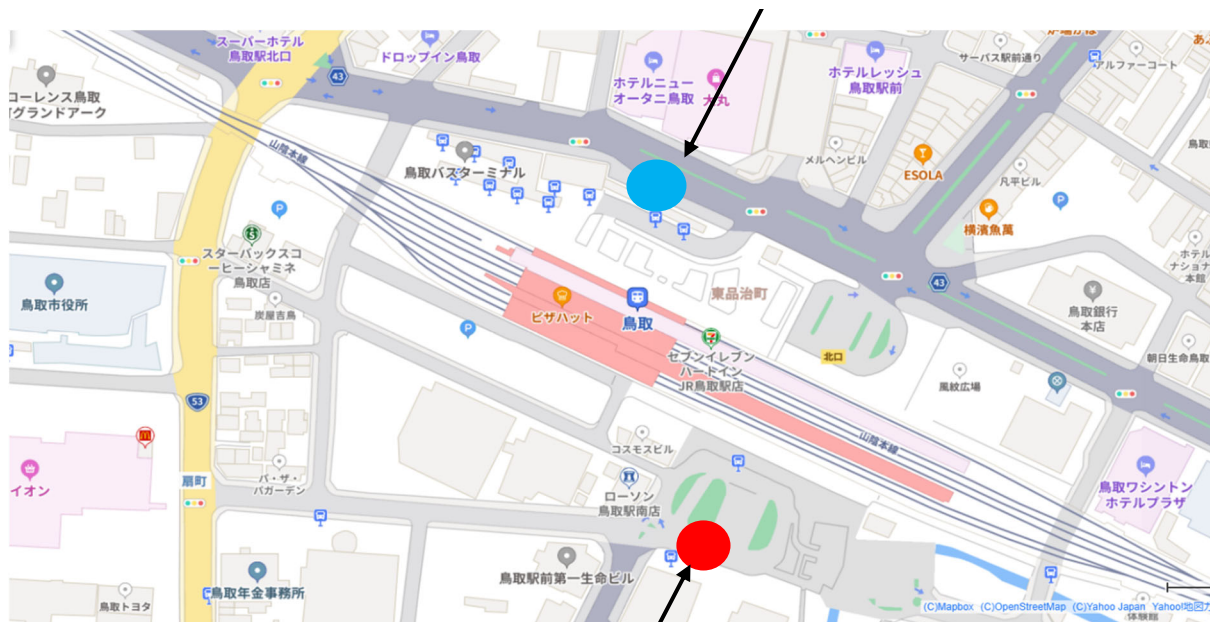 スーパーホテル
鳥取駅北口
ドロップイン鳥取
43
コーレンス鳥取
グランドアーク
ホテルニュー
オータニ鳥取
大丸
ホテルレッシュ
鳥取駅前
サーバス駅前通り
アルファーコート
山陰本線
鳥取バスターミナル
メルヘンビル
ESOLA
凡平ビル
横濱魚萬
P
P
スターバックスコ
ーヒーシャミネ
鳥取店
鳥取市役所
炭屋吉鳥
ピザハット
鳥取
東品治町
43
鳥取銀行
本店
P
セブンイレブン
ハートイン
JR鳥取駅店
北口
風紋広場
朝日生命鳥取
53
山陰本線
コスモスビル
イオン
扇町
バ・ザ・
バガーデン
ローソン
鳥取駅南店
鳥取ワシントン
ホテルプラザ
鳥取駅前第一生命ビル
鳥取年金事務所
鳥取トヨタ
(C)Mapbox (C)OpenStreetMap (C)Yahoo Japan Yahoo!地図
体験館